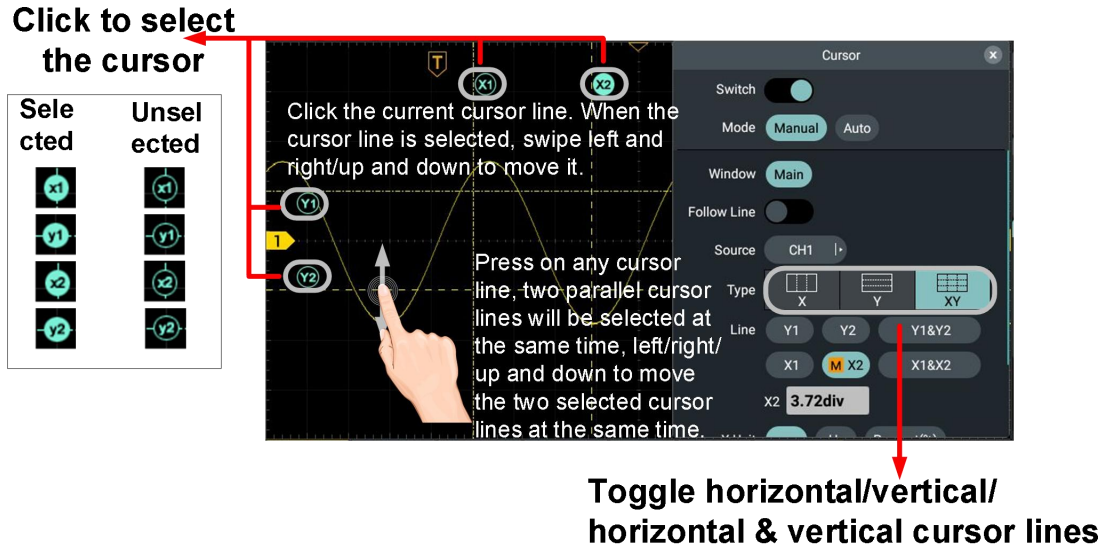 Click to select
the cursor
Sele
cted
Unsel
ected
x1
x1
y1
y1
x2
x2
y2
y2
T
X1
X2
Click the current cursor line. When the
cursor line is selected, swipe left and
right/up and down to move it.
Y1
1
Y2
Press on any cursor
line, two parallel cursor
lines will be selected at
the same time, left/right/
up and down to move
the two selected cursor
lines at the same time.
Cursor
x
Switch
Mode Manual Auto
Window Main
Follow Line
Source CH1
Type X Y XY
Line Y1 Y2 Y1&Y2
X1 M X2 X1&X2
X2 3.72div
Toggle horizontal/vertical/
horizontal & vertical cursor lines